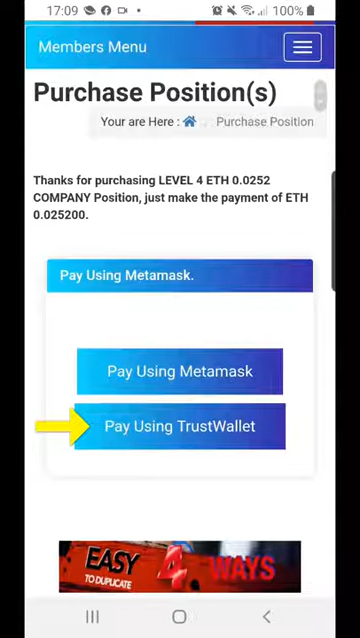 17:09 100%
Members Menu
Purchase Position(s)
Your are Here : Purchase Position
Thanks for purchasing LEVEL 4 ETH 0.0252
COMPANY Position, just make the payment of ETH
0.025200.
Pay Using Metamask.
Pay Using Metamask
Pay Using TrustWallet
EASY 4 WAYS
TO DUPLICATE